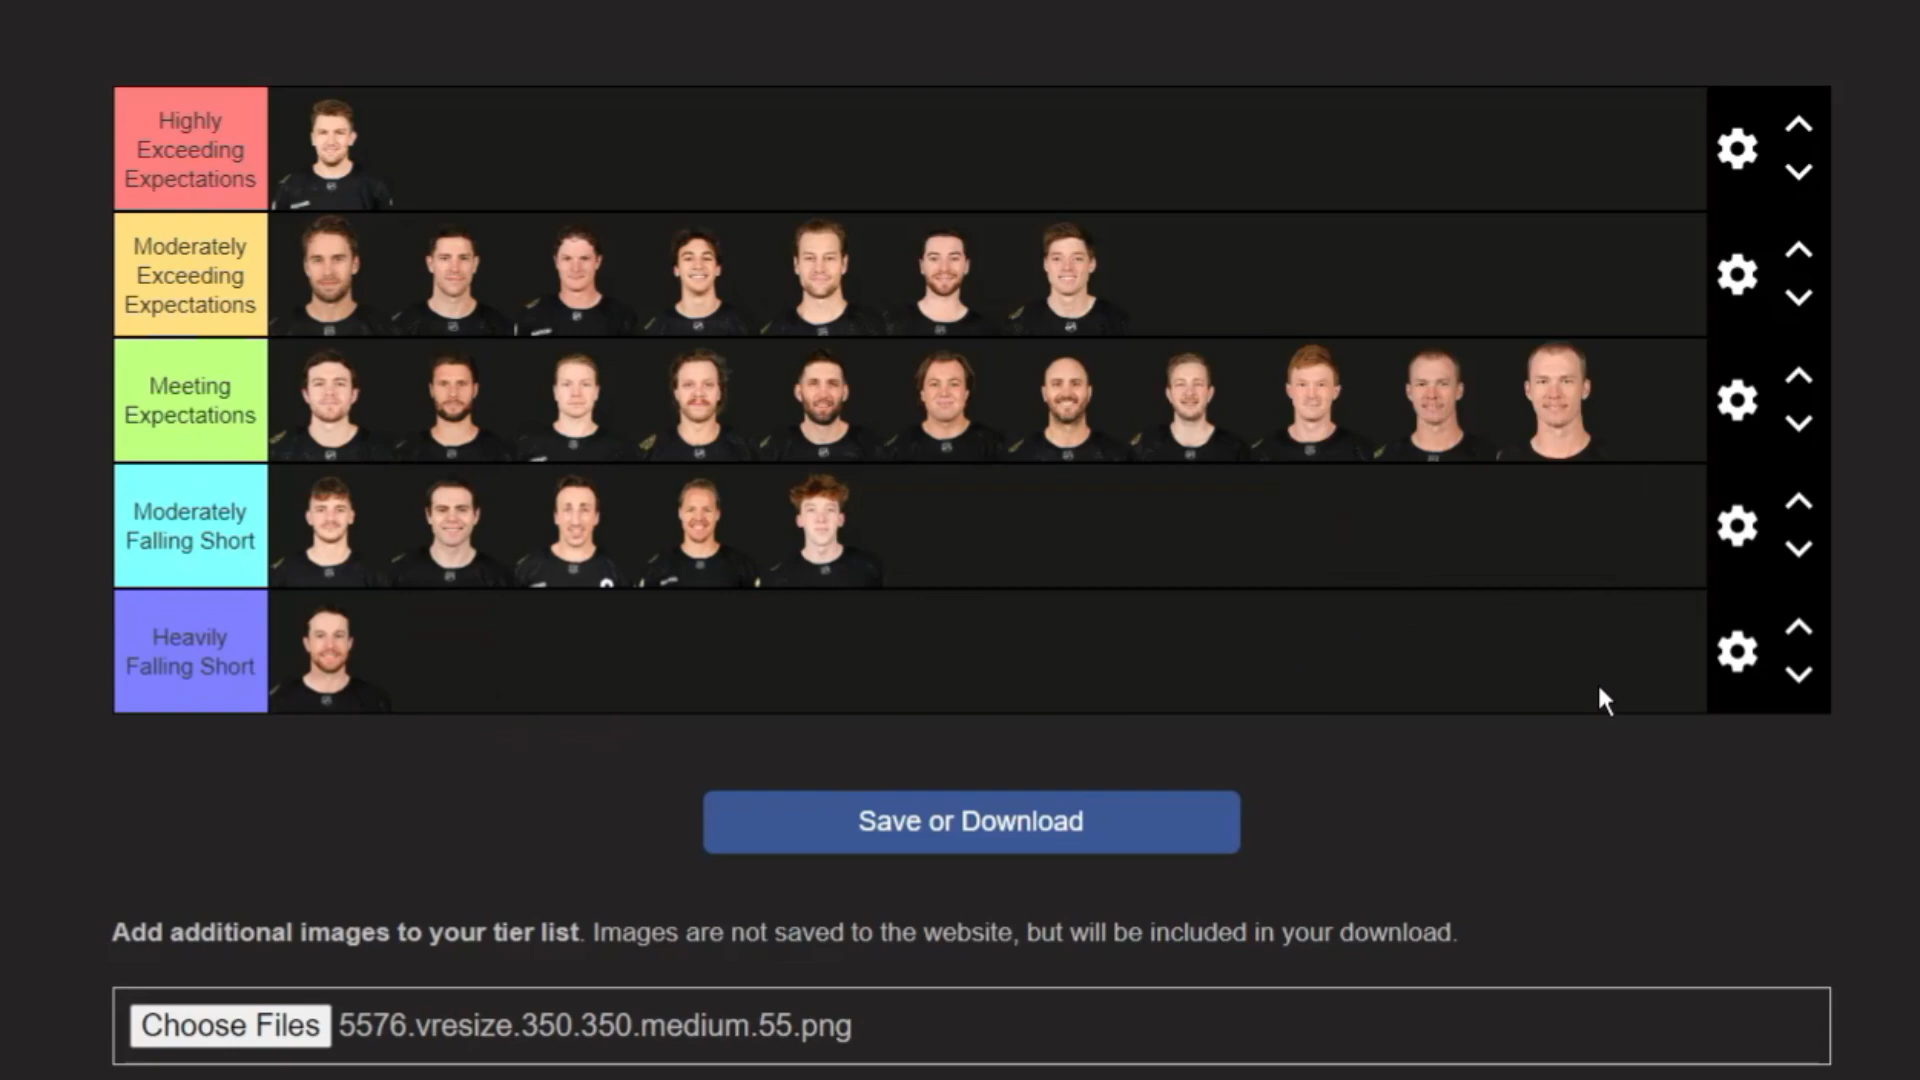 Highly
Exceeding
Expectations
Moderately
Exceeding
Expectations
Meeting
Expectations
Moderately
Falling Short
Heavily
Falling Short
Save or Download
Add additional images to your tier list. Images are not saved to the website, but will be included in your download.
Choose Files 5576.vresize.350.350.medium.55.png